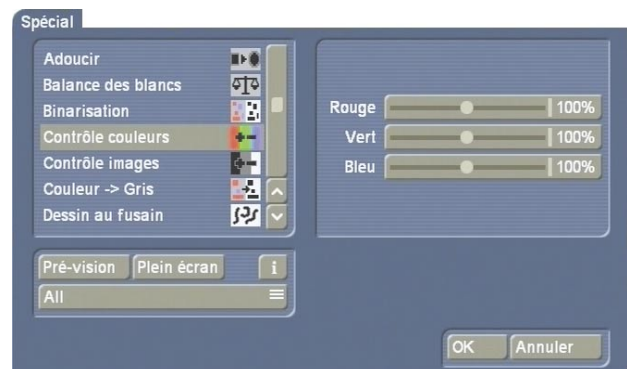 Spécial
Adoucir
Balance des blancs
Binarisation
Contrôle couleurs
Contrôle images
Couleur -> Gris
Dessin au fusain
Rouge 100%
Vert 100%
Bleu 100%
Pré-vision Plein écran i
All
OK Annuler